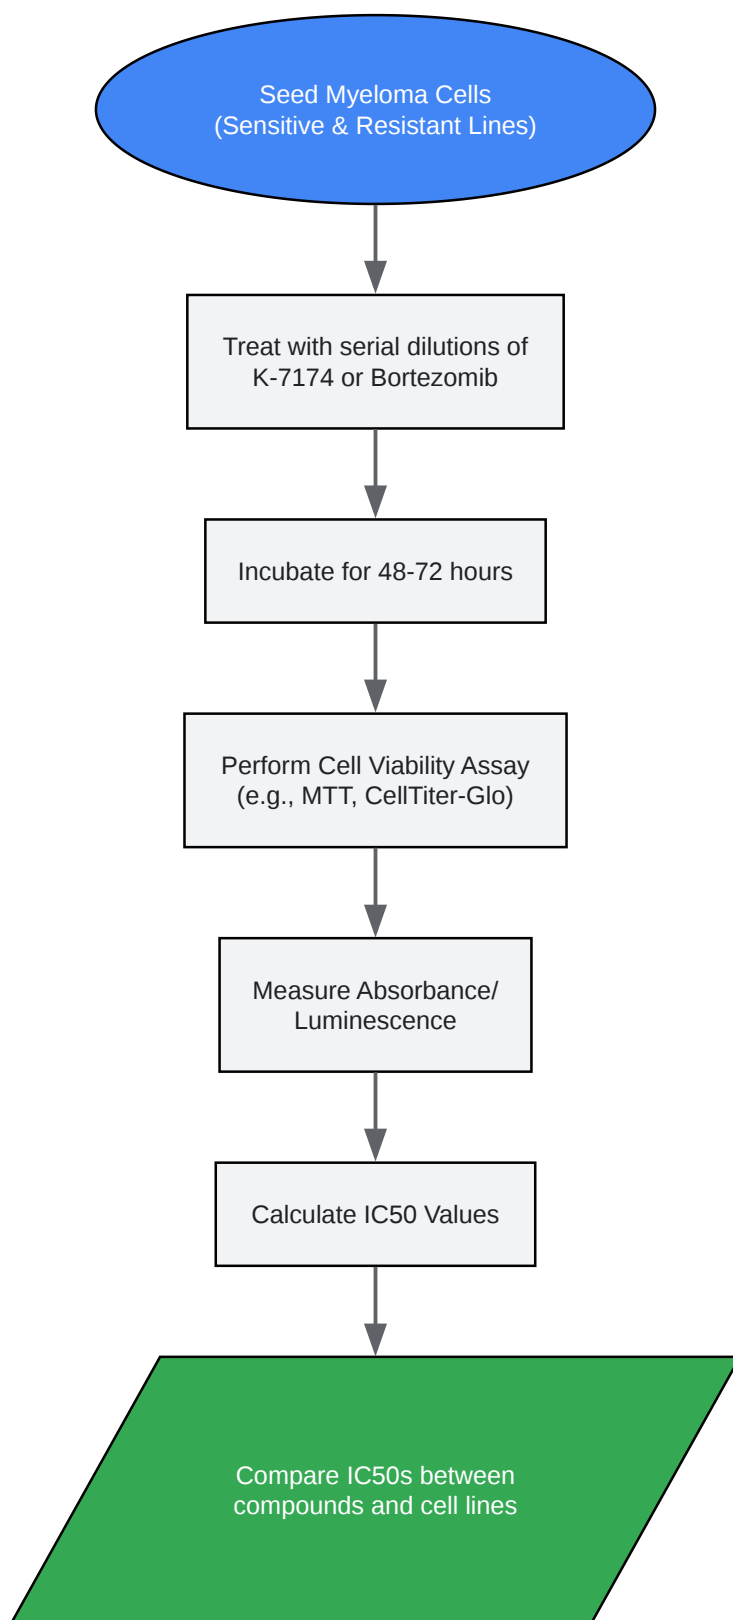 Seed Myeloma Cells
(Sensitive & Resistant Lines)
Treat with serial dilutions of
K-7174 or Bortezomib
Incubate for 48-72 hours
Perform Cell Viability Assay
(e.g., MTT, CellTiter-Glo)
Measure Absorbance/
Luminescence
Calculate IC50 Values
Compare IC50s between
compounds and cell lines